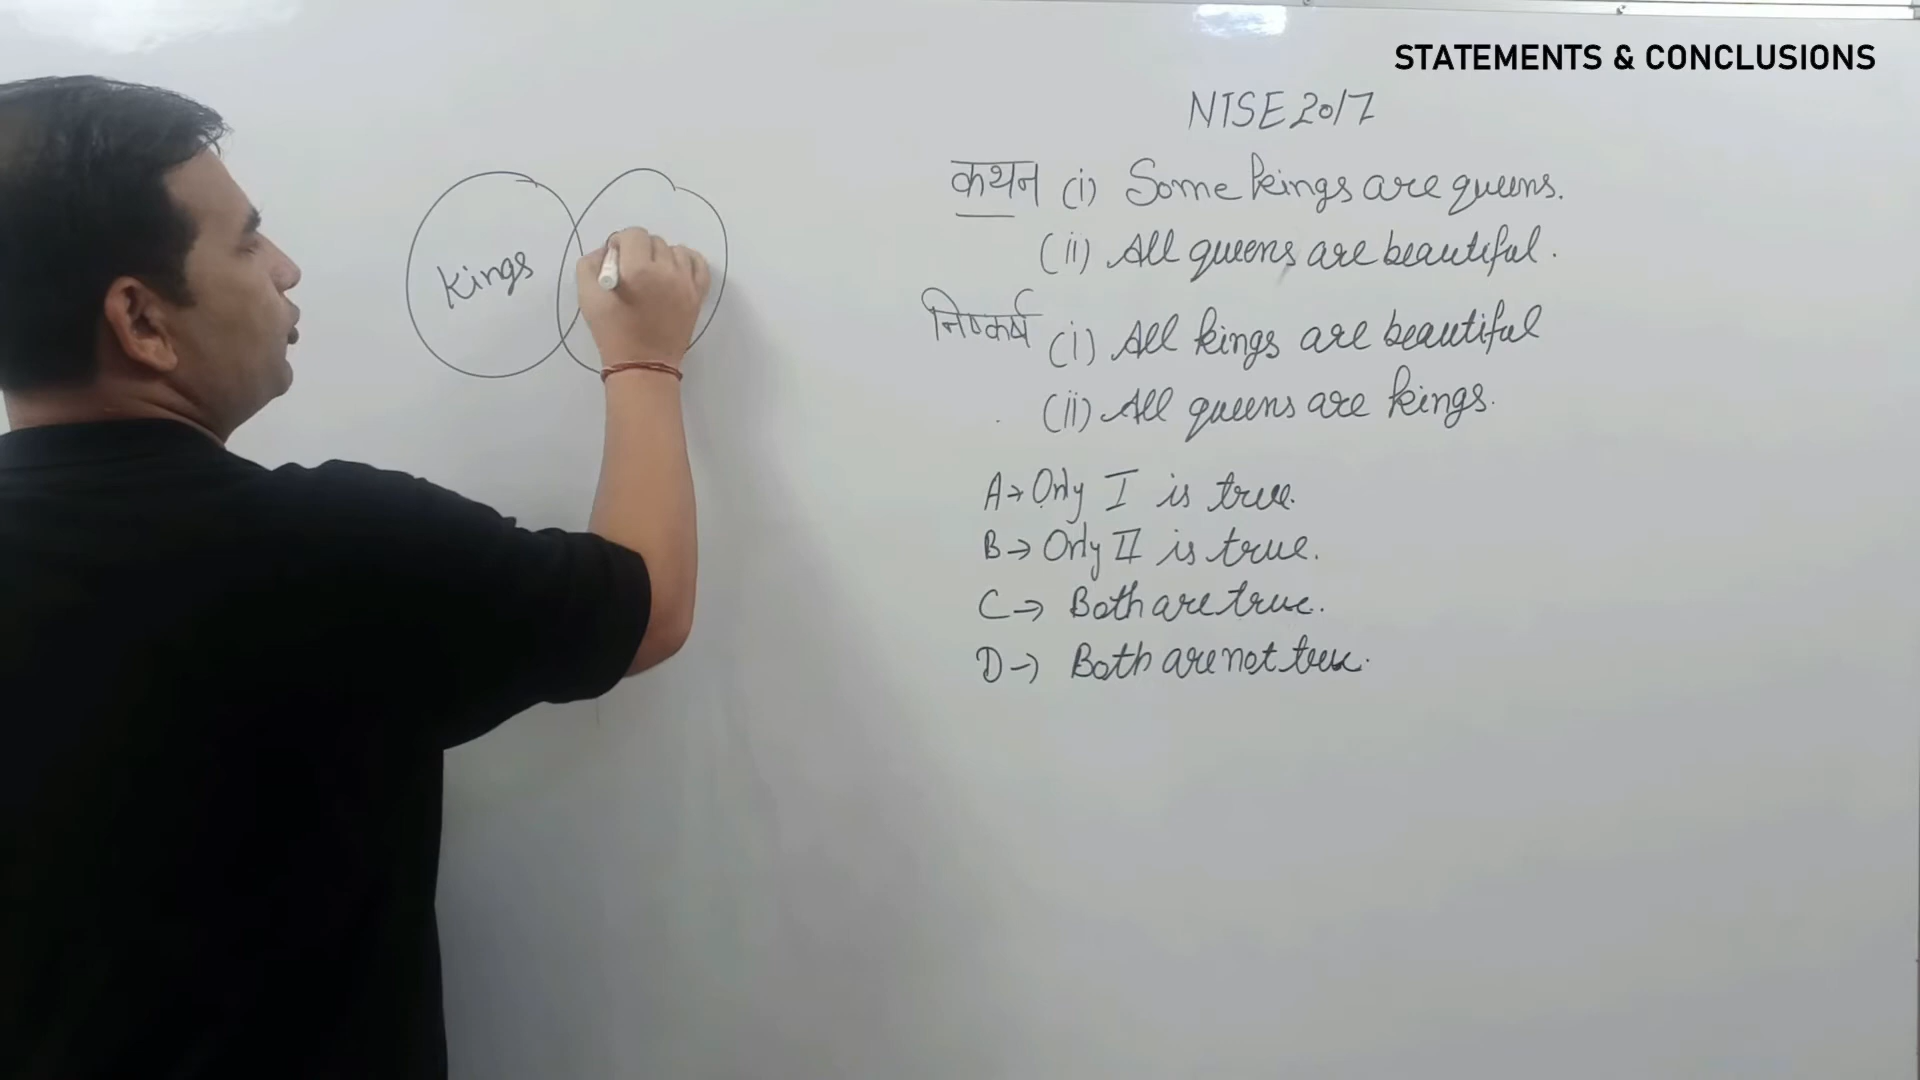 STATEMENTS & CONCLUSIONS
NTSE 2017
कथन (i) Some kings are queens.
(ii) All queens are beautiful.
निष्कर्ष (i) All kings are beautiful
(ii) All queens are kings.
A→ Only I is true.
B→ Only II is true.
C→ Both are true.
D→ Both are not true.
Kings